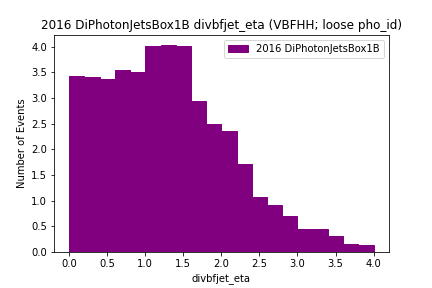 2016 DiPhotonJetsBox1B divbfjet_eta (VBFHH; loose pho_id)
2016 DiPhotonJetsBox1B
Number of Events
4.0
3.5
3.0
2.5
2.0
1.5
1.0
0.5
0.0
0.0 0.5 1.0 1.5 2.0 2.5 3.0 3.5 4.0
divbfjet_eta